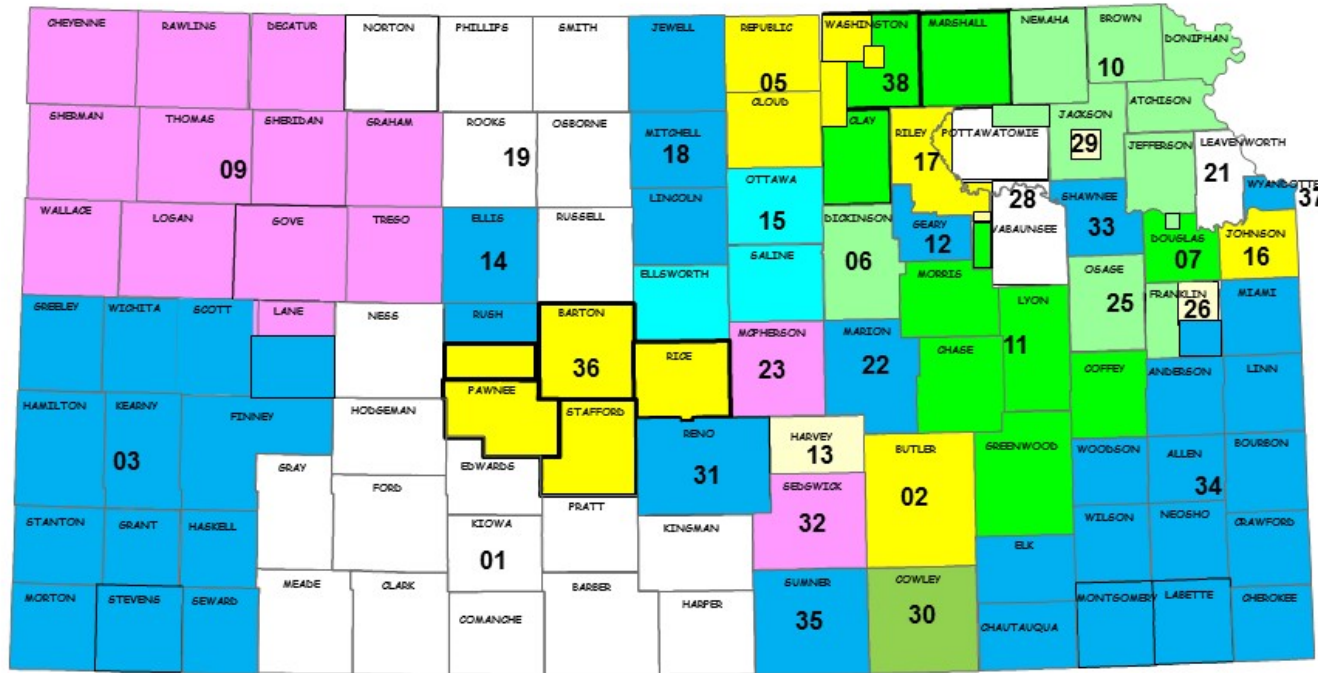 CHEYENNE
RAWLINS
DECATUR
NORTON
PHILLIPS
SMITH
JEWELL
REPUBLIC
05
WASHINGTON
38
MARSHALL
NEMAHA
BROWN
10
DONIPHAN
SHERMAN
THOMAS
09
SHERIDAN
GRAHAM
ROOKS
19
OSBORNE
MITCHELL
18
CLOUD
CLAY
RILEY
17
POTTAWATOMIE
JACKSON
29
ATCHISON
JEFFERSON
LEAVENWORTH
21
WYANDOTTE
37
WALLACE
LOGAN
GOVE
TREGO
ELLIS
14
RUSSELL
LINCOLN
OTTAWA
15
DICKINSON
06
GEARY
12
28
WABAUNSEE
SHAWNEE
33
DOUGLAS
07
JOHNSON
16
ELLSWORTH
SALINE
MORRIS
LYON
11
OSAGE
25
FRANKLIN
26
MIAMI
GREELEY
WICHITA
SCOTT
LANE
NESS
RUSH
BARTON
36
RICE
MCPHERSON
23
MARION
22
CHASE
COFFEY
ANDERSON
LINN
HAMILTON
KEARNY
03
FINNEY
HODGEMAN
PAWNEE
STAFFORD
RENO
31
HARVEY
13
BUTLER
02
GREENWOOD
WOODSON
ALLEN
34
BOURBON
GRAY
FORD
EDWARDS
PRATT
KINGMAN
SEDGWICK
32
STANTON
GRANT
HASKELL
KIOWA
01
ELK
WILSON
NEOSHO
CRAWFORD
MORTON
STEVENS
SEWARD
MEADE
CLARK
COMANCHE
BARBER
HARPER
SUMNER
35
COWLEY
30
CHAUTAUQUA
MONTGOMERY
LABETTE
CHEROKEE